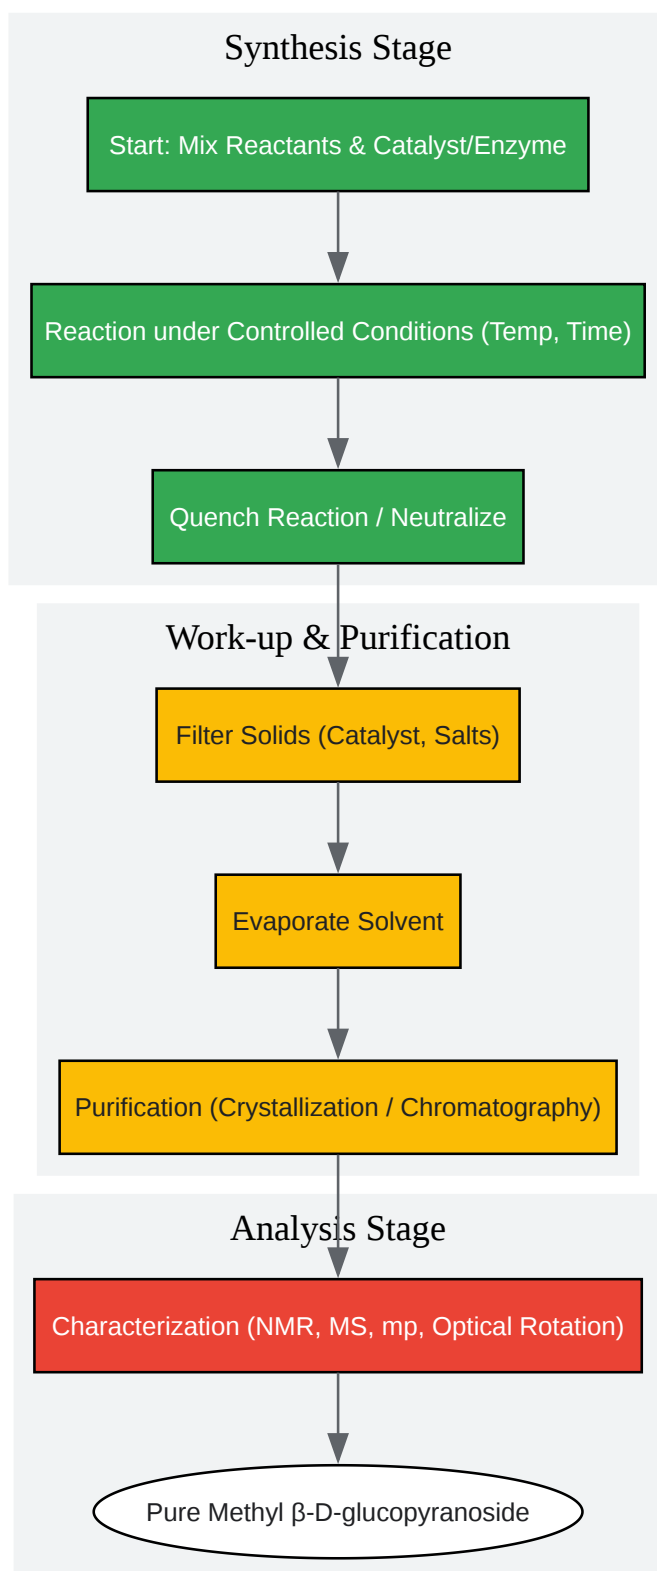 Synthesis Stage
Start: Mix Reactants & Catalyst/Enzyme
Reaction under Controlled Conditions (Temp, Time)
Quench Reaction / Neutralize
Work-up & Purification
Filter Solids (Catalyst, Salts)
Evaporate Solvent
Purification (Crystallization / Chromatography)
Analysis Stage
Characterization (NMR, MS, mp, Optical Rotation)
Pure Methyl β-D-glucopyranoside